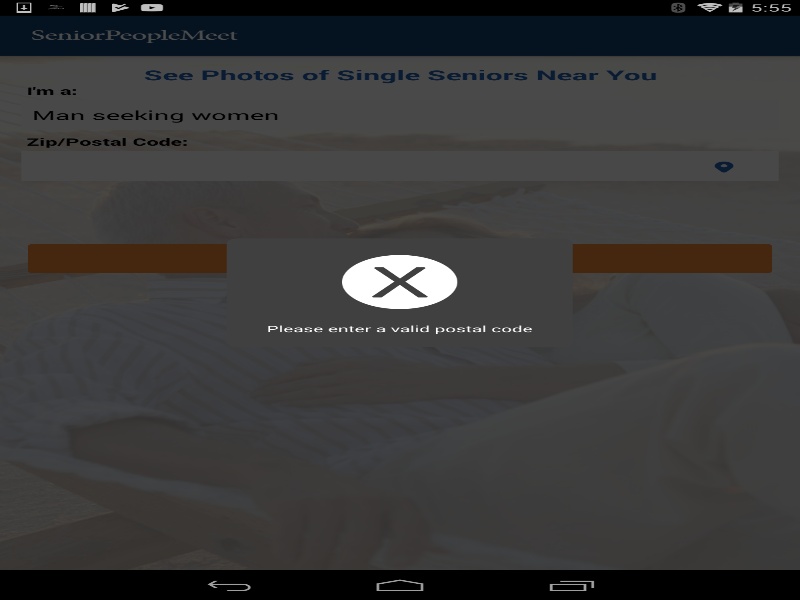 5:55
SeniorPeopleMeet
See Photos of Single Seniors Near You
I'm a:
Man seeking women
Zip/Postal Code:
Please enter a valid postal code